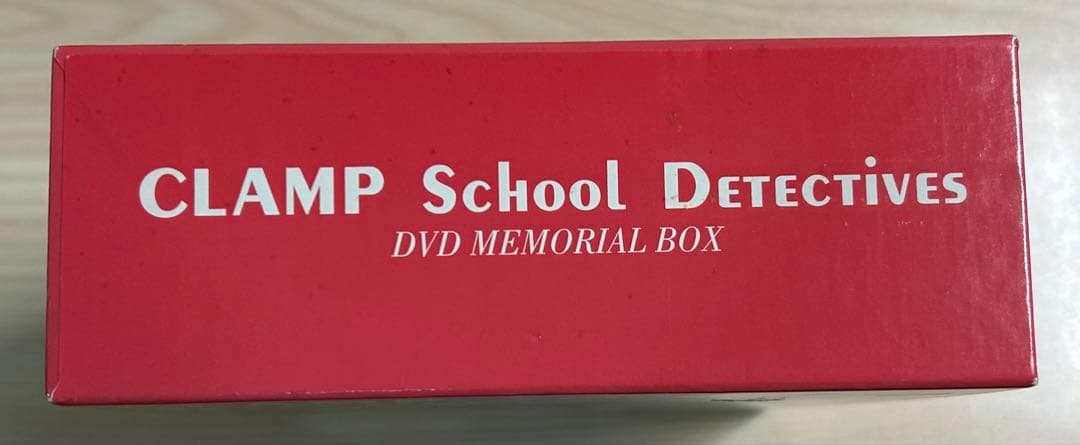 CLAMP School Detectives
DVD MEMORIAL BOX